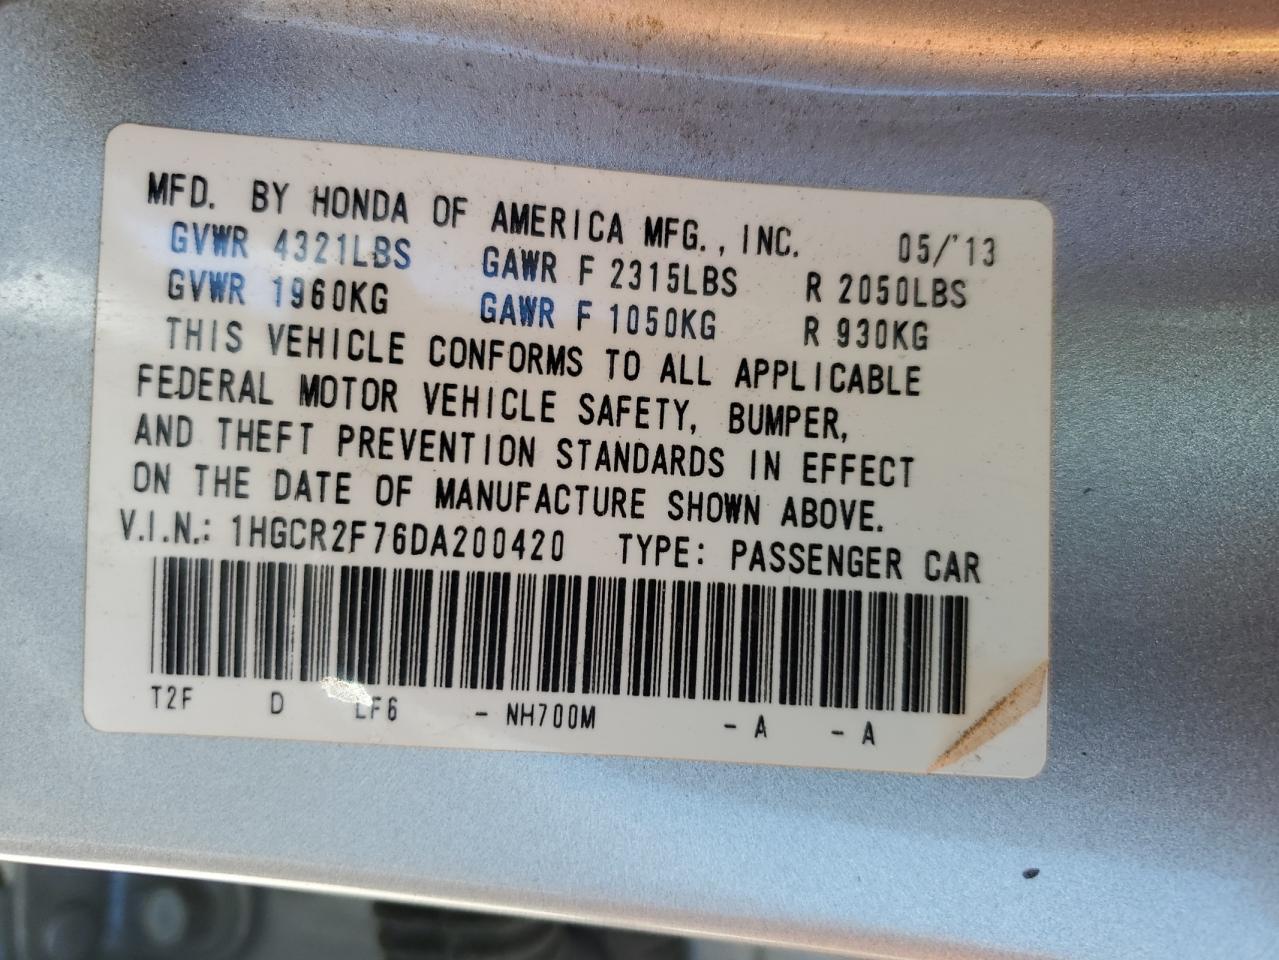 MFD. BY HONDA OF AMERICA MFG., INC. 05/'13
GVWR 4321LBS GAWR F 2315LBS R 2050LBS
GVWR 1960KG GAWR F 1050KG R 930KG
THIS VEHICLE CONFORMS TO ALL APPLICABLE
FEDERAL MOTOR VEHICLE SAFETY, BUMPER,
AND THEFT PREVENTION STANDARDS IN EFFECT
ON THE DATE OF MANUFACTURE SHOWN ABOVE.
V.I.N.: 1HGCR2F76DA200420 TYPE: PASSENGER CAR
T2F D LF6 - NH700M - A - A